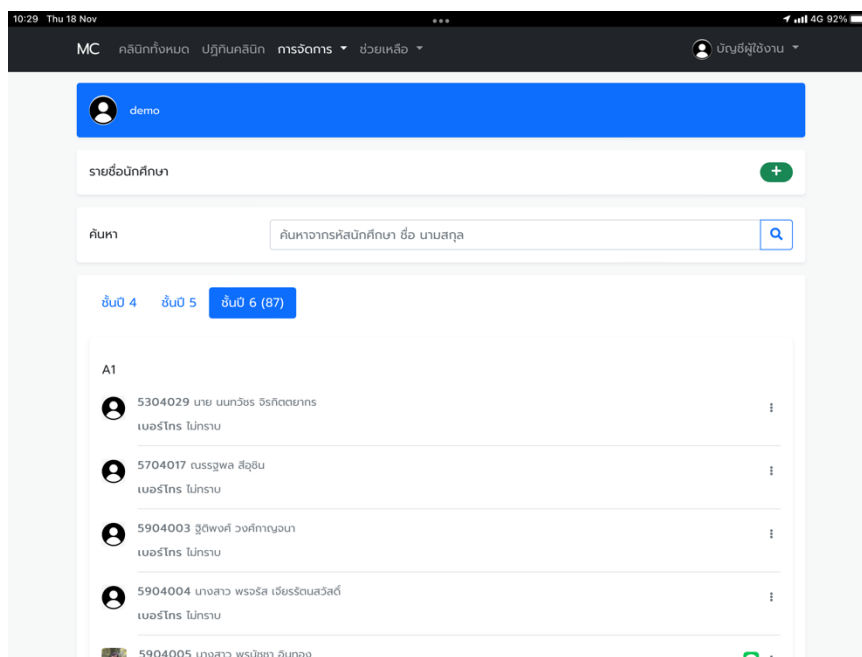 10:29 Thu 18 Nov
4G 92%
MC คลินิกทั้งหมด ปฏิทินคลินิก การจัดการ ช่วยเหลือ บัญชีผู้ใช้งาน
demo
รายชื่อนักศึกษา +
ค้นหา ค้นหาจากรหัสนักศึกษา ชื่อ นามสกุล
ชั้นปี 4 ชั้นปี 5 ชั้นปี 6 (87)
A1
5304029 นาย นนทวัชร จิรกิตตยากร
เบอร์โทร ไม่ทราบ
5704017 ณรรฐพล สีอุชิน
เบอร์โทร ไม่ทราบ
5904003 ฐิติพงศ์ วงศ์กาญจนา
เบอร์โทร ไม่ทราบ
5904004 นางสาว พรจรัส เจียรรัตนสวัสดิ์
เบอร์โทร ไม่ทราบ
5904005 นางสาว พรนัชชา อินทอง